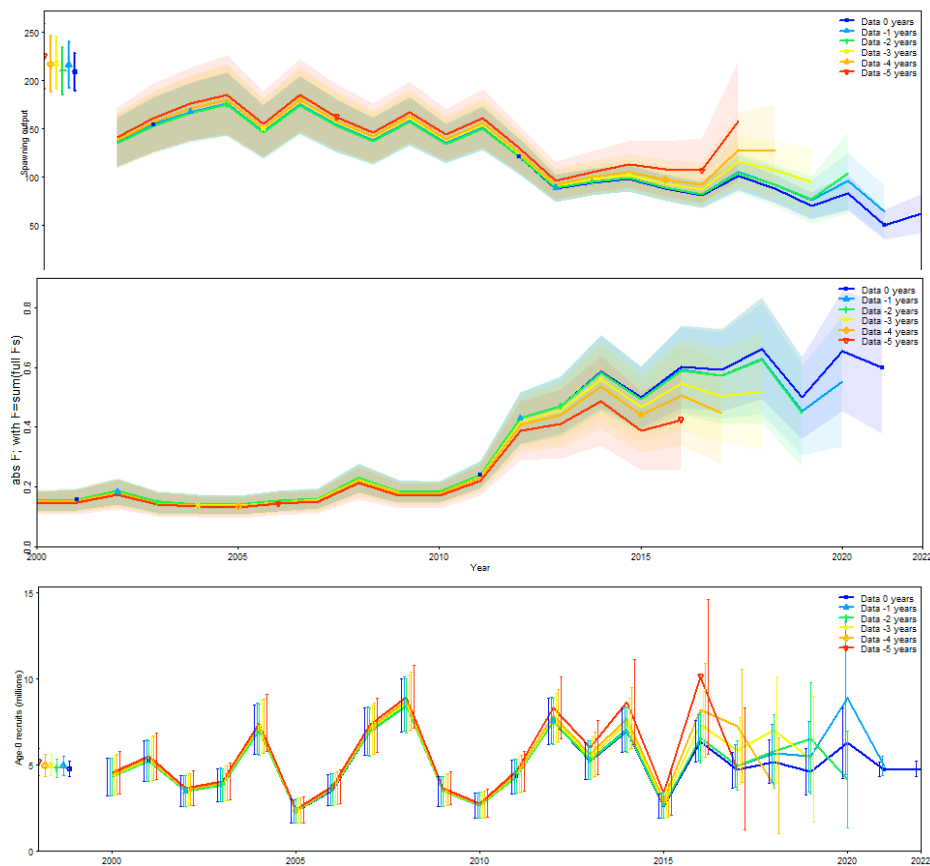 250
200
150
100
50
Spawning output
Data 0 years
Data -1 years
Data -2 years
Data -3 years
Data -4 years
Data -5 years
0.8
0.6
0.4
0.2
0.0
abs F; with F=sum(full Fs)
Data 0 years
Data -1 years
Data -2 years
Data -3 years
Data -4 years
Data -5 years
2000 2005 2010 2015 2020 2022
Year
15
10
5
0
Age-0 recruits (millions)
Data 0 years
Data -1 years
Data -2 years
Data -3 years
Data -4 years
Data -5 years
2000 2005 2010 2015 2020 2022